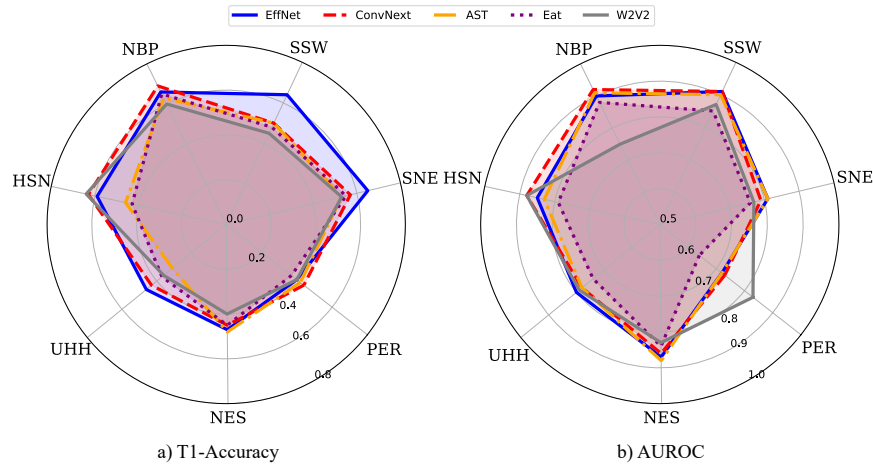 EffNet ConvNext AST Eat W2V2
NBP SSW SNE PER NES UHH HSN
0.0 0.2 0.4 0.6 0.8
a) T1-Accuracy
NBP SSW SNE PER NES UHH HSN
0.5 0.6 0.7 0.8 0.9 1.0
b) AUROC